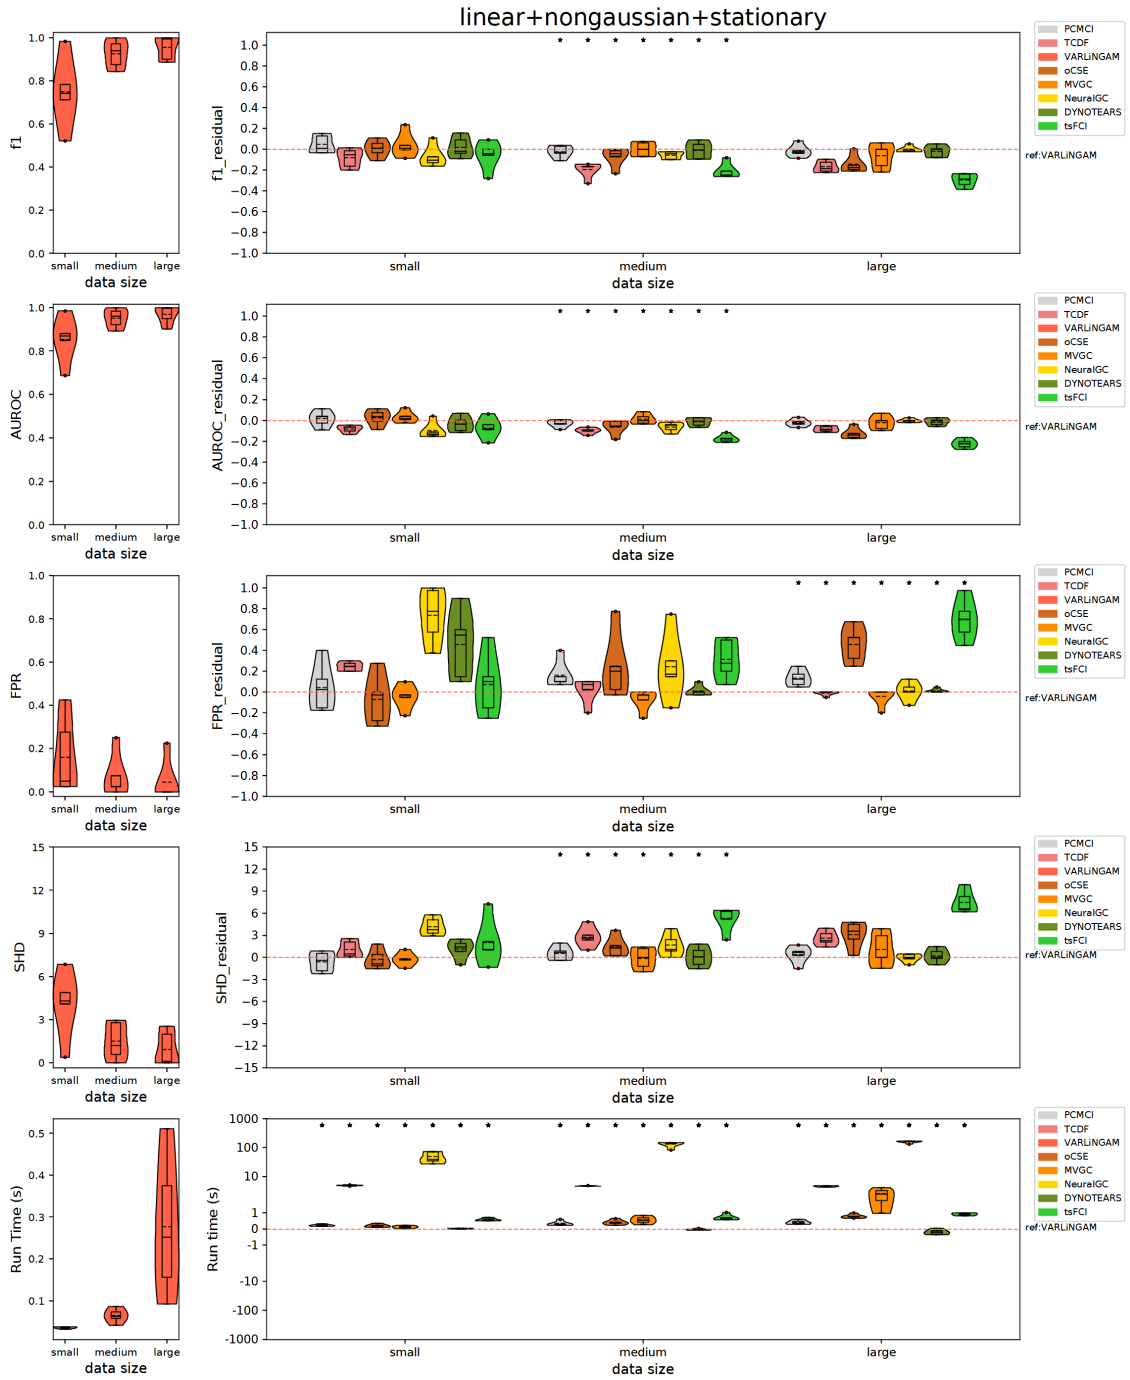 linear+nongaussian+stationary
f1
1.0
0.8
0.6
0.4
0.2
0.0
small medium large
data size
f1_residual
1.0
0.8
0.6
0.4
0.2
0.0
−0.2
−0.4
−0.6
−0.8
−1.0
small medium large
data size
ref:VARLiNGAM
PCMCI
TCDF
VARLiNGAM
oCSE
MVGC
NeuralGC
DYNOTEARS
tsFCI
AUROC
1.0
0.8
0.6
0.4
0.2
0.0
small medium large
data size
AUROC_residual
1.0
0.8
0.6
0.4
0.2
0.0
−0.2
−0.4
−0.6
−0.8
−1.0
small medium large
data size
ref:VARLiNGAM
PCMCI
TCDF
VARLiNGAM
oCSE
MVGC
NeuralGC
DYNOTEARS
tsFCI
FPR
1.0
0.8
0.6
0.4
0.2
0.0
small medium large
data size
FPR_residual
1.0
0.8
0.6
0.4
0.2
0.0
−0.2
−0.4
−0.6
−0.8
−1.0
small medium large
data size
ref:VARLiNGAM
PCMCI
TCDF
VARLiNGAM
oCSE
MVGC
NeuralGC
DYNOTEARS
tsFCI
SHD
15
12
9
6
3
0
small medium large
data size
SHD_residual
15
12
9
6
3
0
−3
−6
−9
−12
−15
small medium large
data size
ref:VARLiNGAM
PCMCI
TCDF
VARLiNGAM
oCSE
MVGC
NeuralGC
DYNOTEARS
tsFCI
Run Time (s)
0.5
0.4
0.3
0.2
0.1
small medium large
data size
Run time (s)
1000
100
10
1
0
-1
-10
-100
-1000
small medium large
data size
ref:VARLiNGAM
PCMCI
TCDF
VARLiNGAM
oCSE
MVGC
NeuralGC
DYNOTEARS
tsFCI